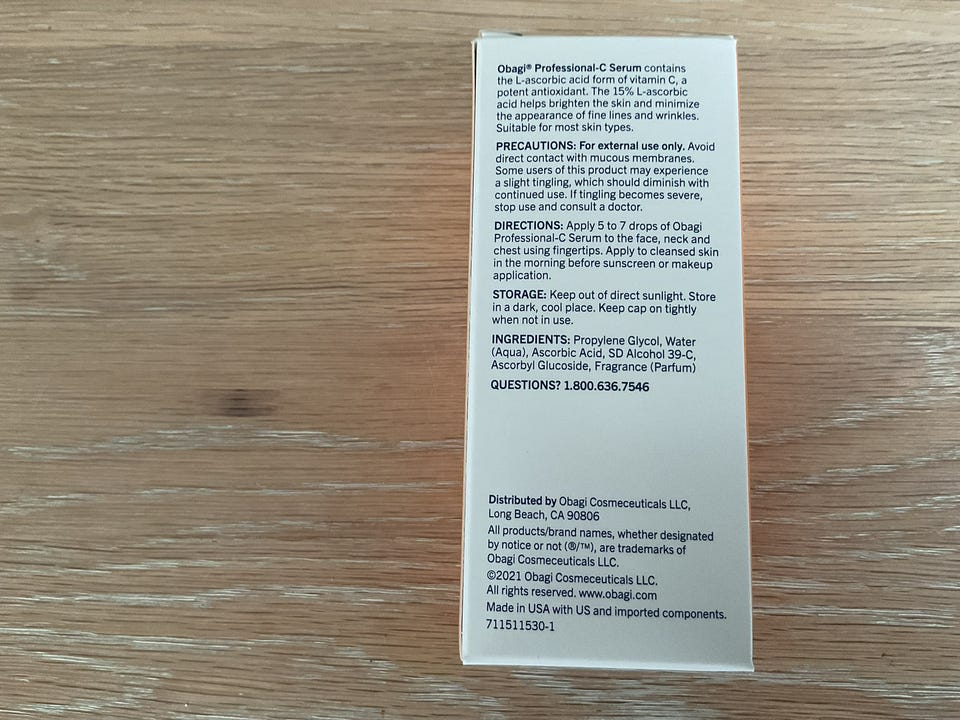 Obagi® Professional-C Serum contains
the L-ascorbic acid form of vitamin C, a
potent antioxidant. The 15% L-ascorbic
acid helps brighten the skin and minimize
the appearance of fine lines and wrinkles.
Suitable for most skin types.
PRECAUTIONS: For external use only. Avoid
direct contact with mucous membranes.
Some users of this product may experience
a slight tingling, which should diminish with
continued use. If tingling becomes severe,
stop use and consult a doctor.
DIRECTIONS: Apply 5 to 7 drops of Obagi
Professional-C Serum to the face, neck and
chest using fingertips. Apply to cleansed skin
in the morning before sunscreen or makeup
application.
STORAGE: Keep out of direct sunlight. Store
in a dark, cool place. Keep cap on tightly
when not in use.
INGREDIENTS: Propylene Glycol, Water
(Aqua), Ascorbic Acid, SD Alcohol 39-C,
Ascorbyl Glucoside, Fragrance (Parfum)
QUESTIONS? 1.800.636.7546
Distributed by Obagi Cosmeceuticals LLC,
Long Beach, CA 90806
All products/brand names, whether designated
by notice or not (®/™), are trademarks of
Obagi Cosmeceuticals LLC.
©2021 Obagi Cosmeceuticals LLC.
All rights reserved. www.obagi.com
Made in USA with US and imported components.
711511530-1